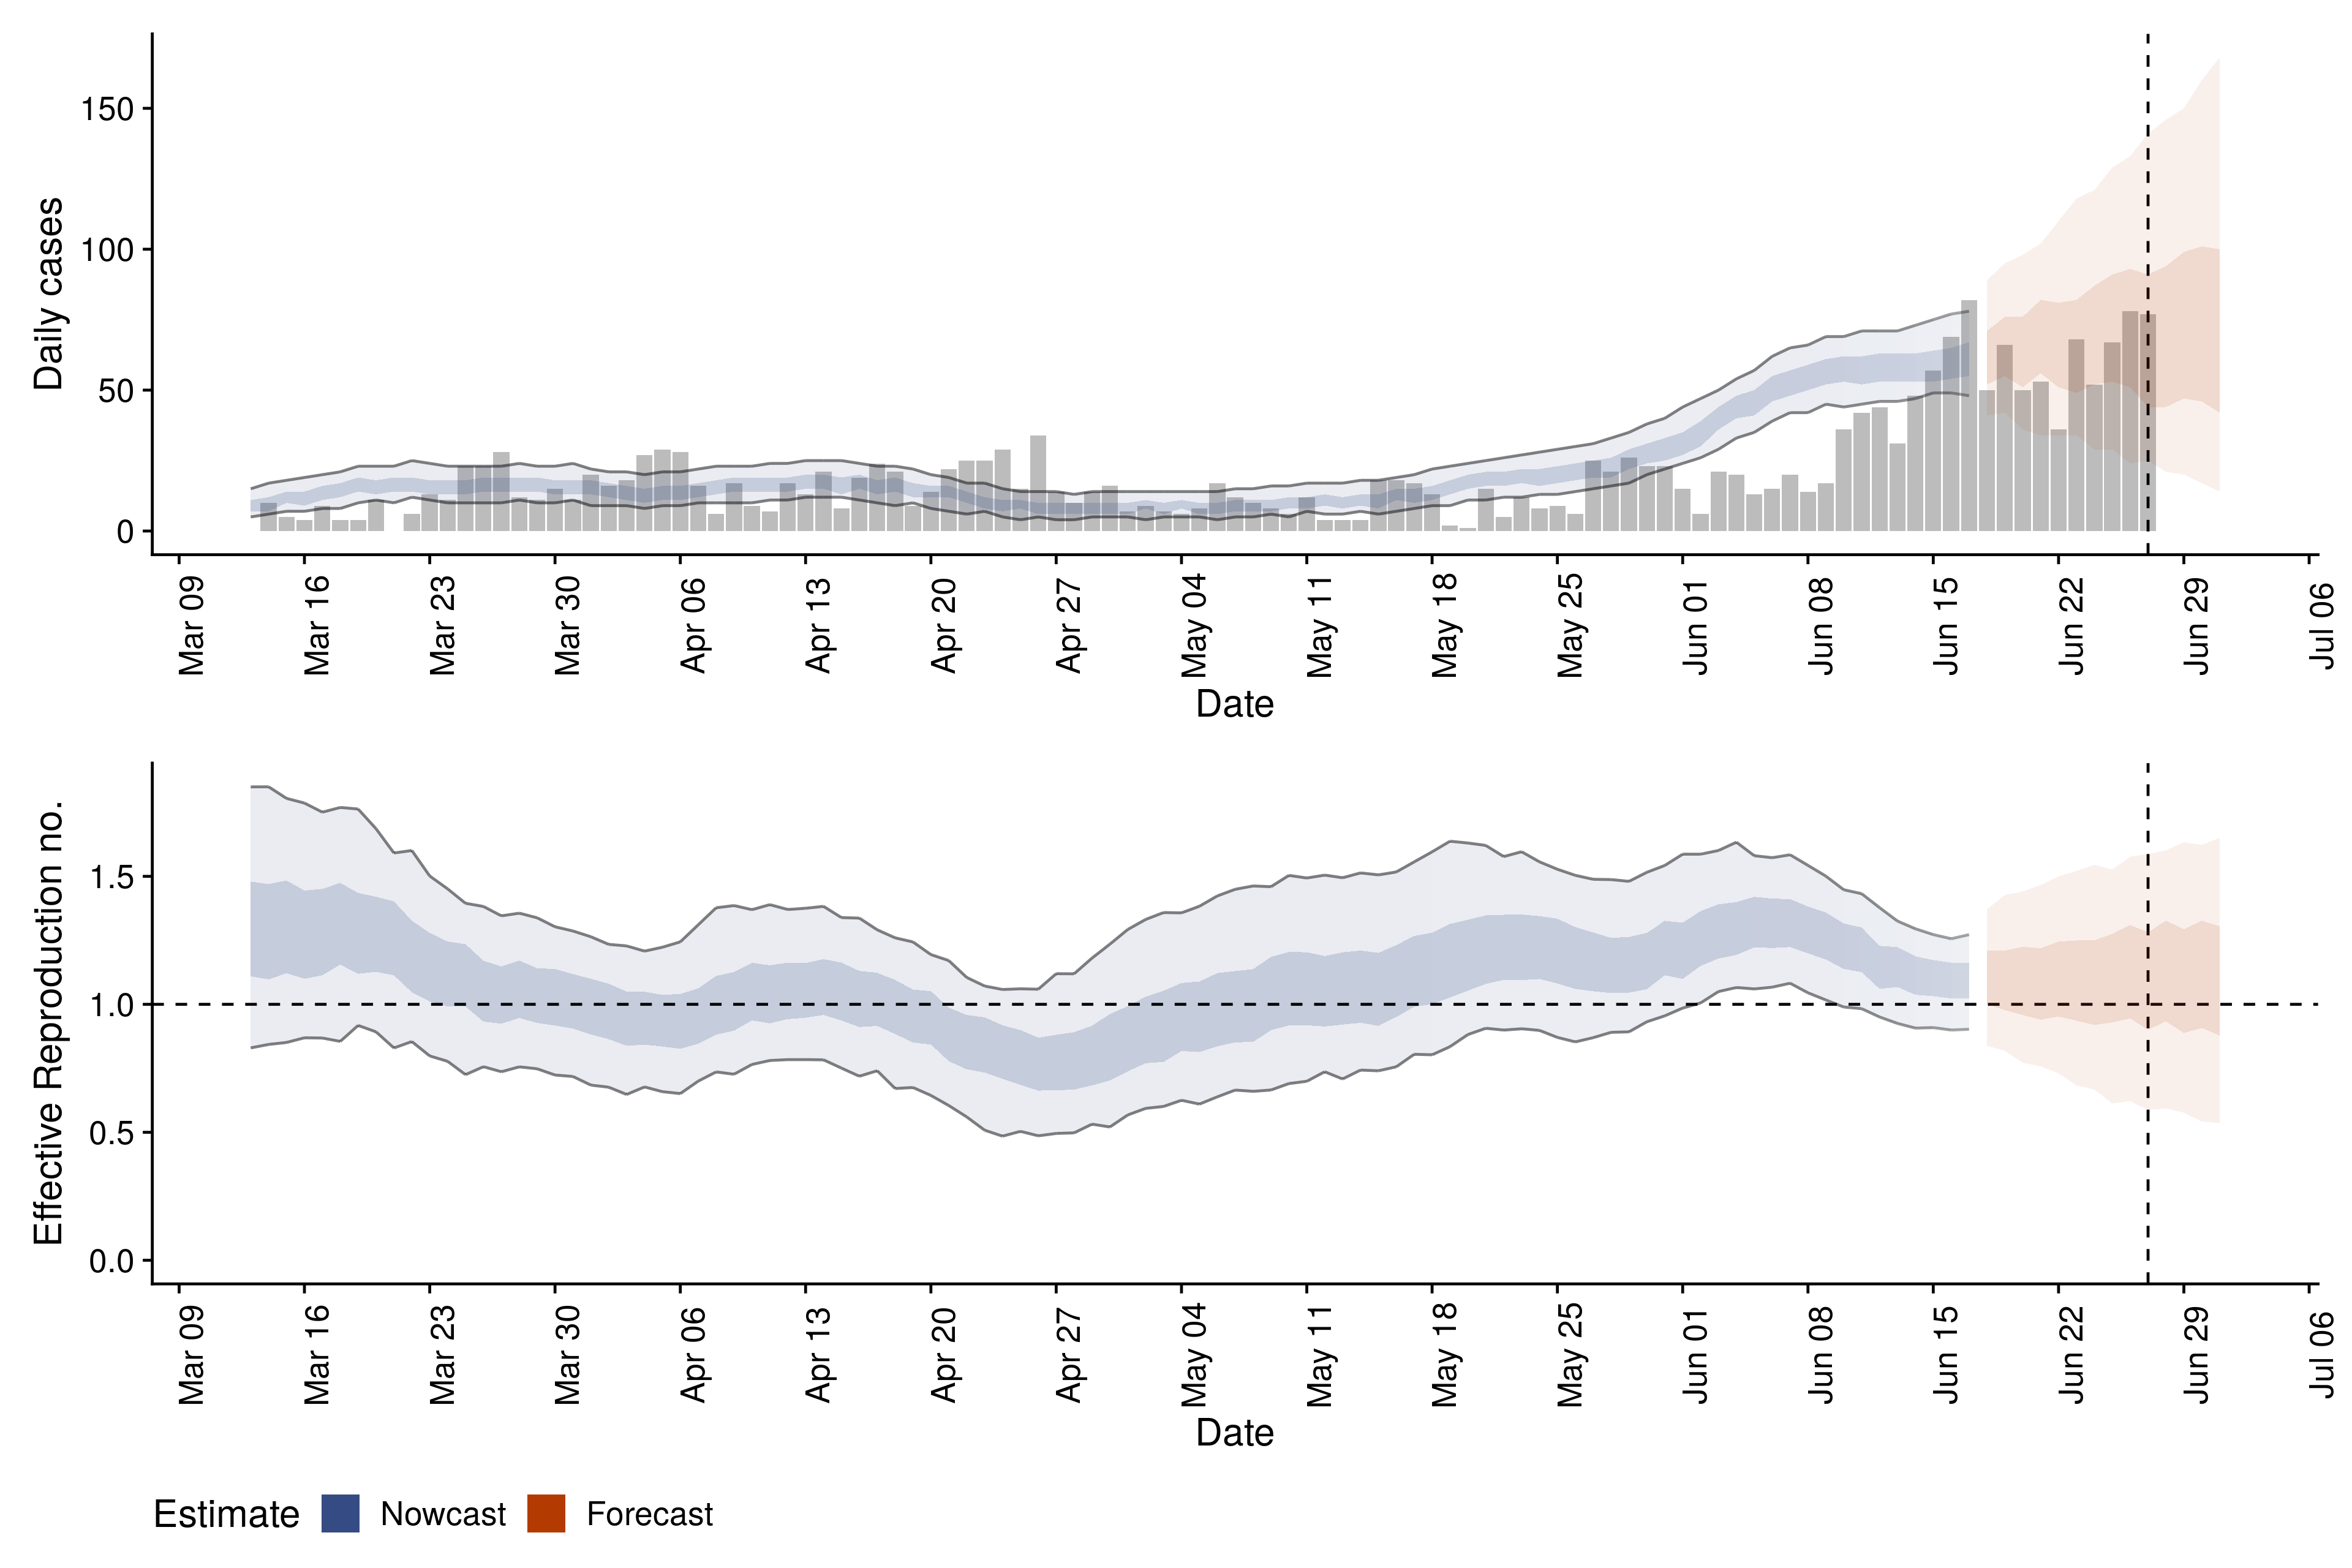 Daily cases
150
100
50
0
Mar 09
Mar 16
Mar 23
Mar 30
Apr 06
Apr 13
Apr 20
Apr 27
May 04
May 11
May 18
May 25
Jun 01
Jun 08
Jun 15
Jun 22
Jun 29
Jul 06
Date
Effective Reproduction no.
1.5
1.0
0.5
0.0
Mar 09
Mar 16
Mar 23
Mar 30
Apr 06
Apr 13
Apr 20
Apr 27
May 04
May 11
May 18
May 25
Jun 01
Jun 08
Jun 15
Jun 22
Jun 29
Jul 06
Date
Estimate Nowcast Forecast